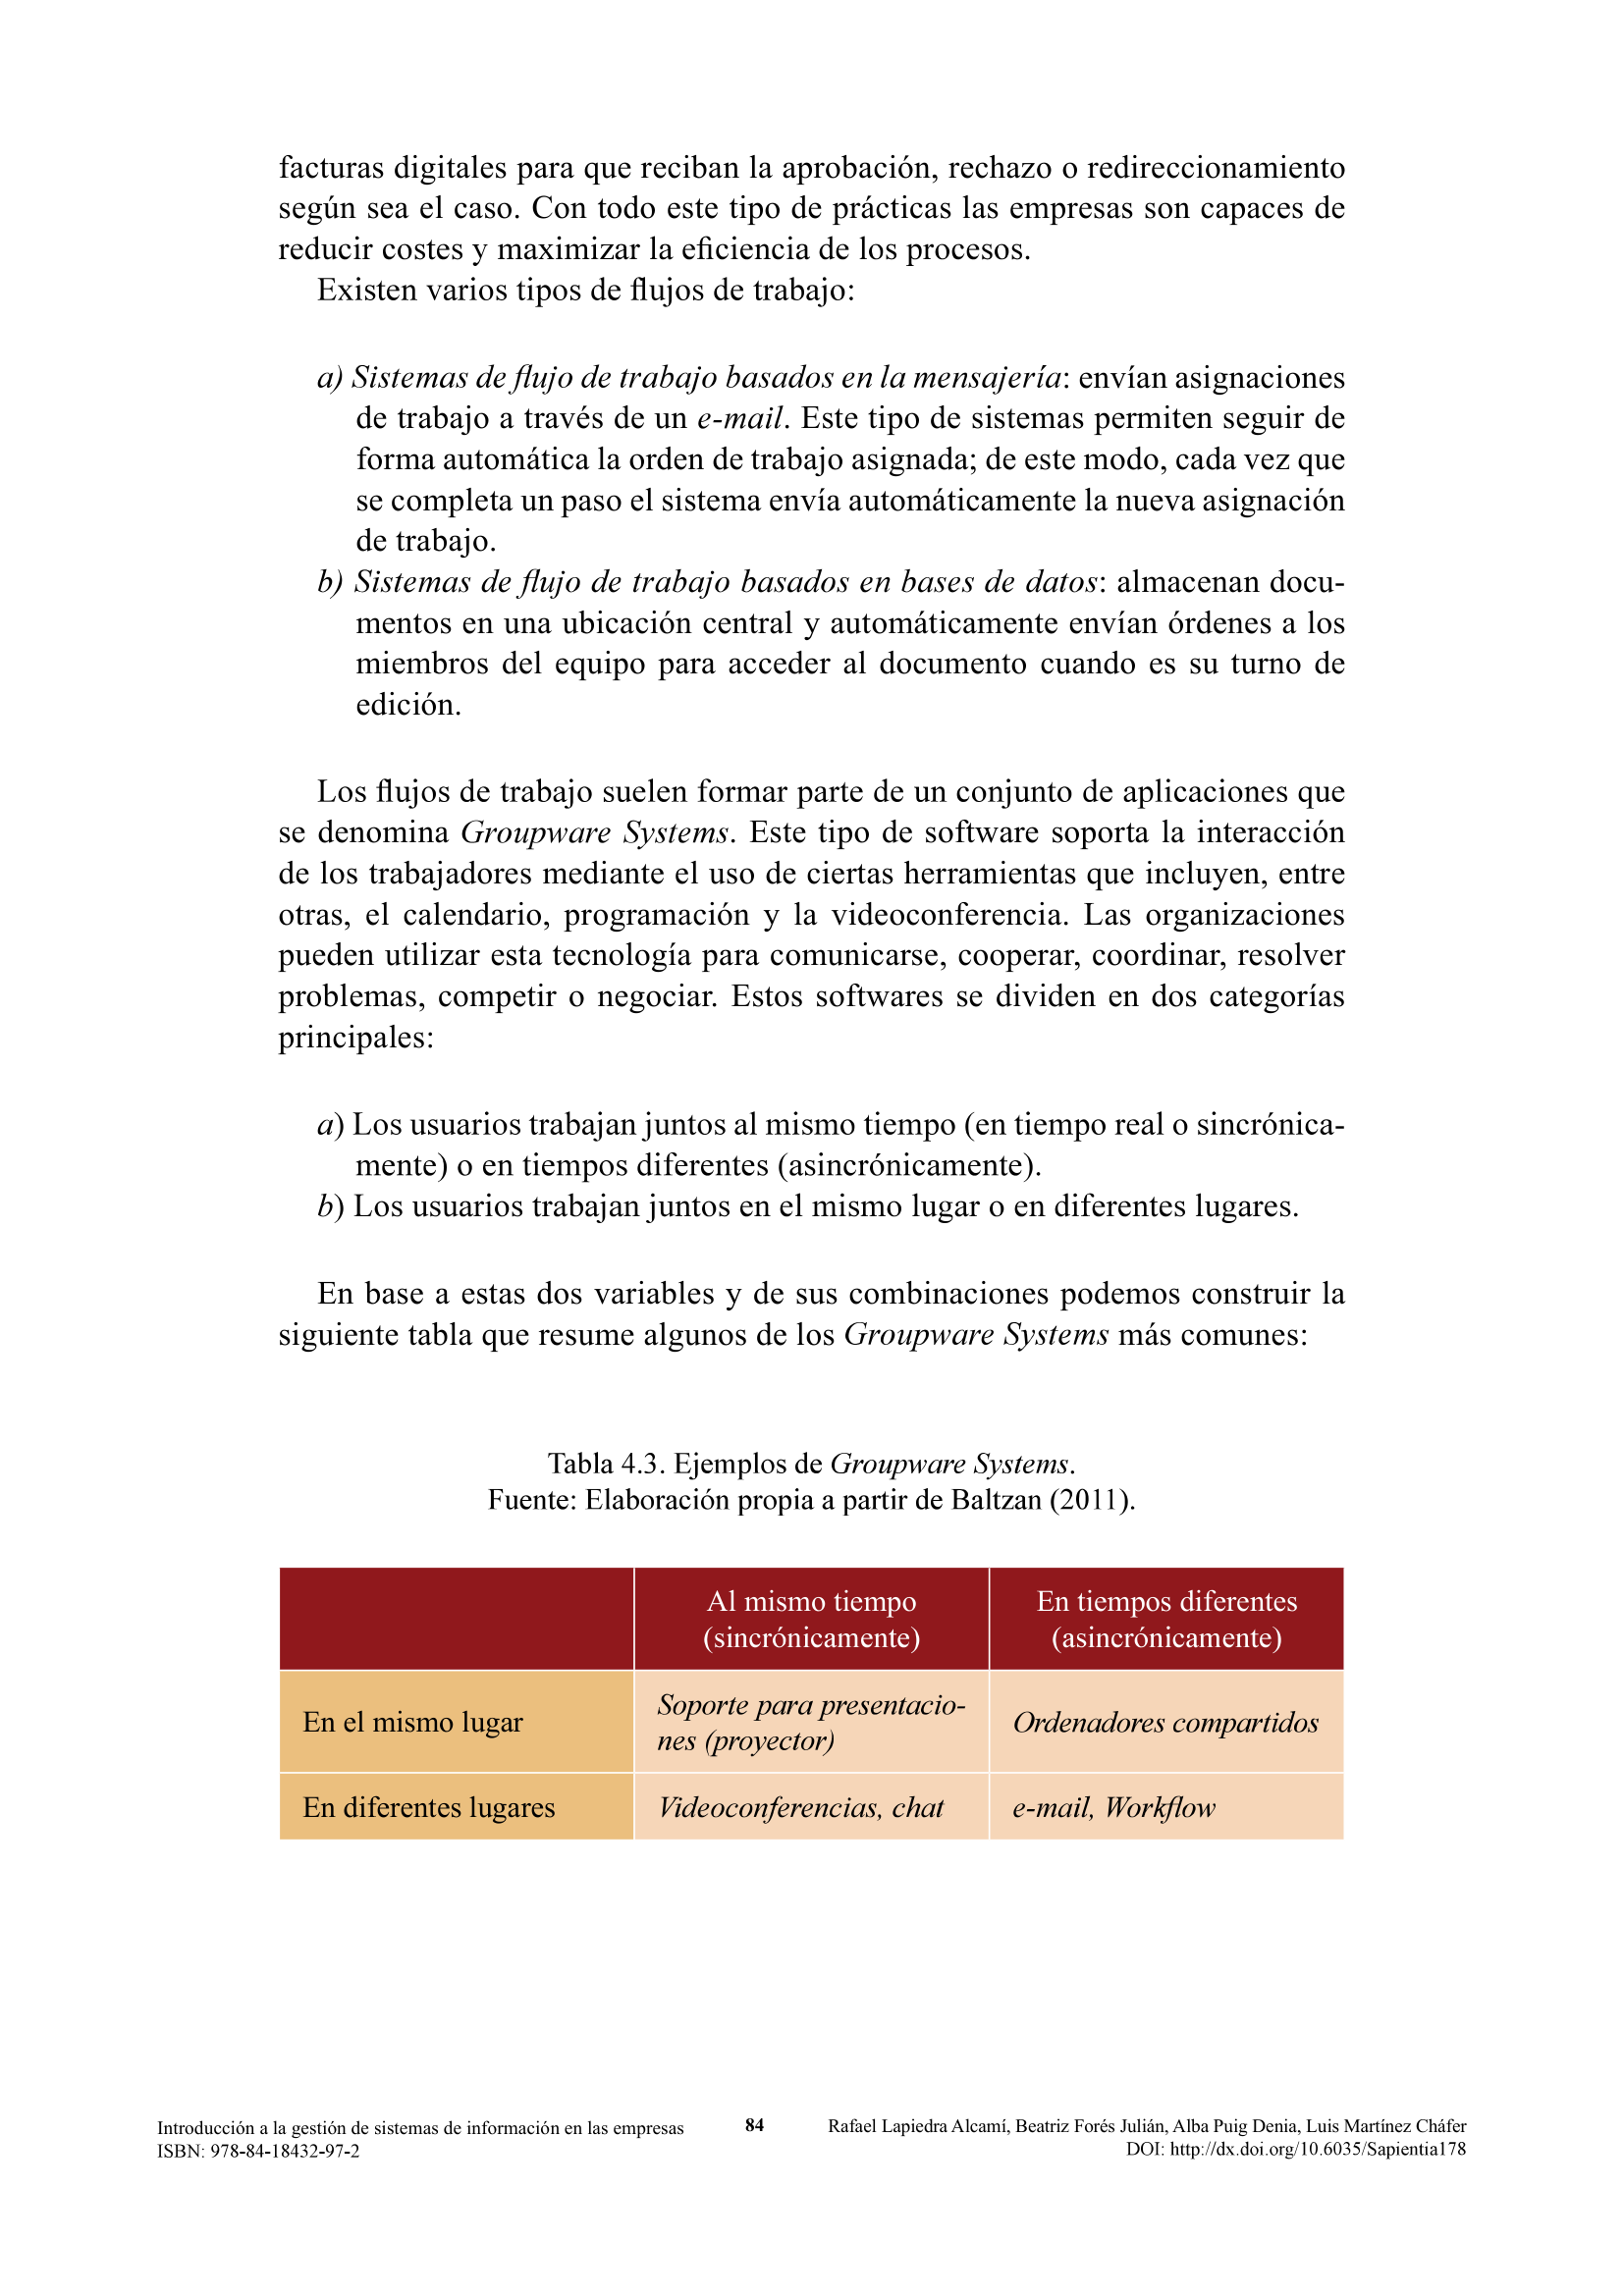 facturas digitales para que reciban la aprobación, rechazo o redireccionamiento
según sea el caso. Con todo este tipo de prácticas las empresas son capaces de
reducir costes y maximizar la eficiencia de los procesos.
Existen varios tipos de flujos de trabajo:
a) Sistemas de flujo de trabajo basados en la mensajería: envían asignaciones
de trabajo a través de un e-mail. Este tipo de sistemas permiten seguir de
forma automática la orden de trabajo asignada; de este modo, cada vez que
se completa un paso el sistema envía automáticamente la nueva asignación
de trabajo.
b) Sistemas de flujo de trabajo basados en bases de datos: almacenan docu-
mentos en una ubicación central y automáticamente envían órdenes a los
miembros del equipo para acceder al documento cuando es su turno de
edición.
Los flujos de trabajo suelen formar parte de un conjunto de aplicaciones que
se denomina Groupware Systems. Este tipo de software soporta la interacción
de los trabajadores mediante el uso de ciertas herramientas que incluyen, entre
otras, el calendario, programación y la videoconferencia. Las organizaciones
pueden utilizar esta tecnología para comunicarse, cooperar, coordinar, resolver
problemas, competir o negociar. Estos softwares se dividen en dos categorías
principales:
a) Los usuarios trabajan juntos al mismo tiempo (en tiempo real o sincrónica-
mente) o en tiempos diferentes (asincrónicamente).
b) Los usuarios trabajan juntos en el mismo lugar o en diferentes lugares.
En base a estas dos variables y de sus combinaciones podemos construir la
siguiente tabla que resume algunos de los Groupware Systems más comunes:
Tabla 4.3. Ejemplos de Groupware Systems.
Fuente: Elaboración propia a partir de Baltzan (2011).
Al mismo tiempo
(sincrónicamente)
En tiempos diferentes
(asincrónicamente)
En el mismo lugar
Soporte para presentacio-
nes (proyector)
Ordenadores compartidos
En diferentes lugares
Videoconferencias, chat
e-mail, Workflow
Introducción a la gestión de sistemas de información en las empresas
ISBN: 978-84-18432-97-2
84
Rafael Lapiedra Alcamí, Beatriz Forés Julián, Alba Puig Denia, Luis Martínez Cháfer
DOI: http://dx.doi.org/10.6035/Sapientia178